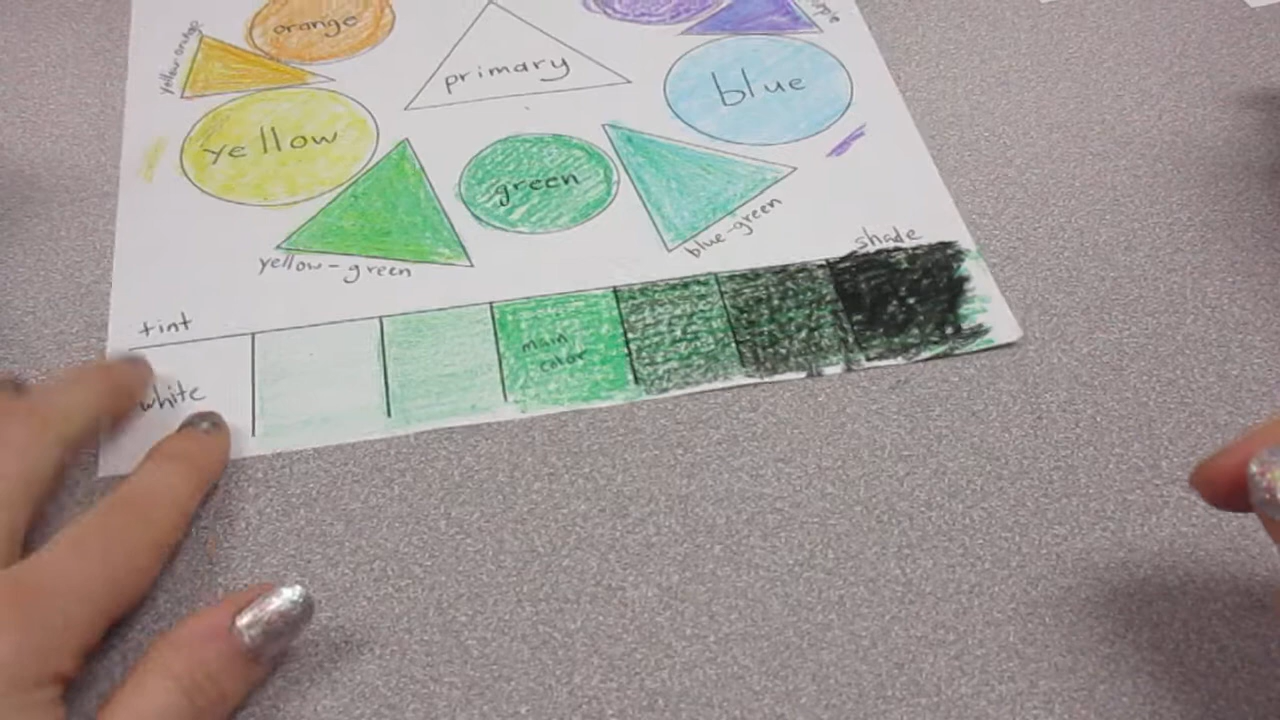 orange
yellow-orange
primary
blue
yellow
green
yellow-green
blue-green
shade
tint
main
color
white